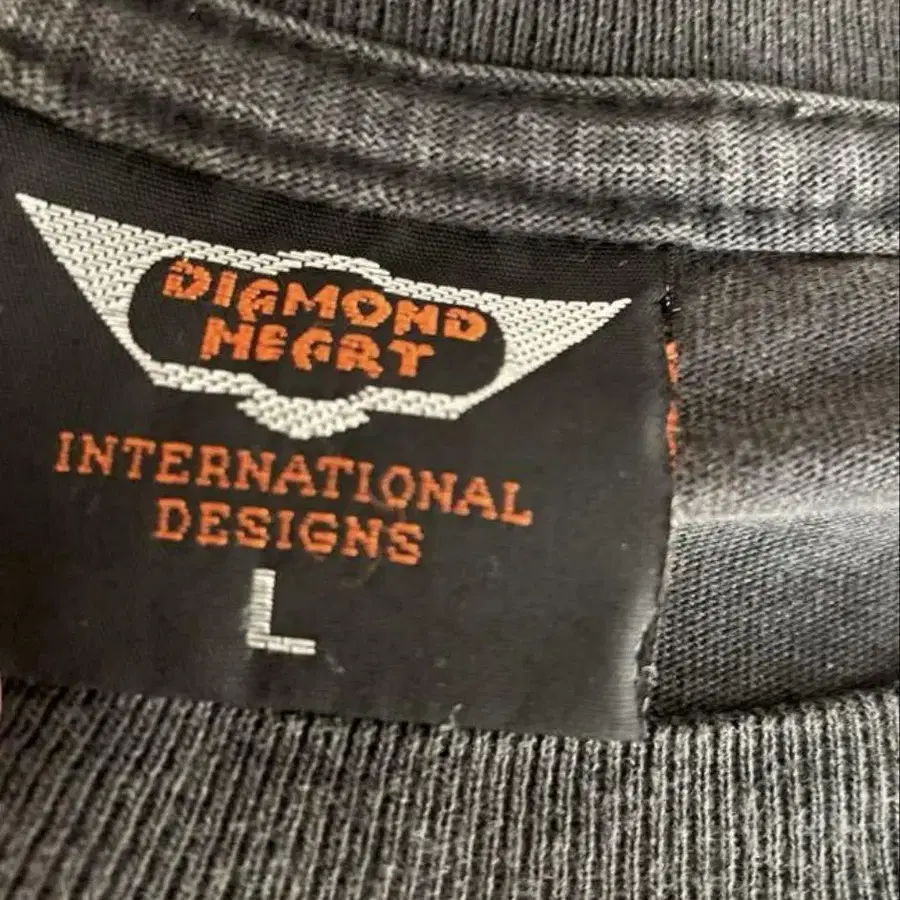 DIAMOND
HEART
INTERNATIONAL
DESIGNS
L